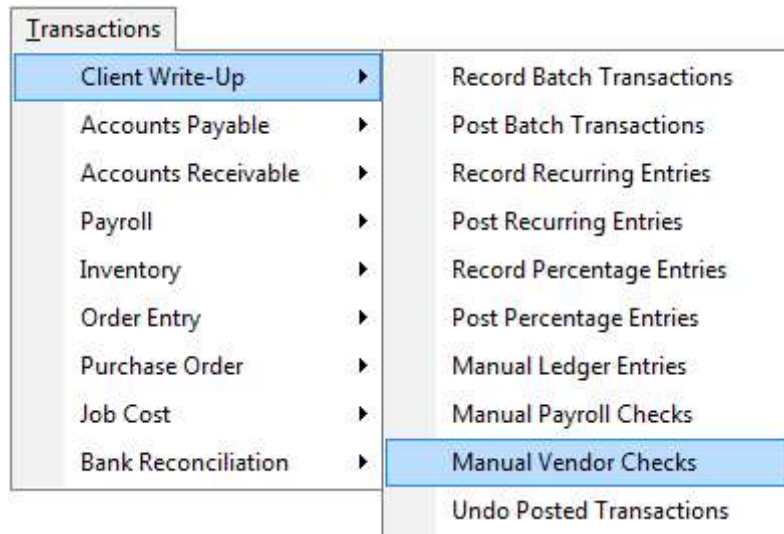 Transactions
Client Write-Up
Accounts Payable
Accounts Receivable
Payroll
Inventory
Order Entry
Purchase Order
Job Cost
Bank Reconciliation
Record Batch Transactions
Post Batch Transactions
Record Recurring Entries
Post Recurring Entries
Record Percentage Entries
Post Percentage Entries
Manual Ledger Entries
Manual Payroll Checks
Manual Vendor Checks
Undo Posted Transactions